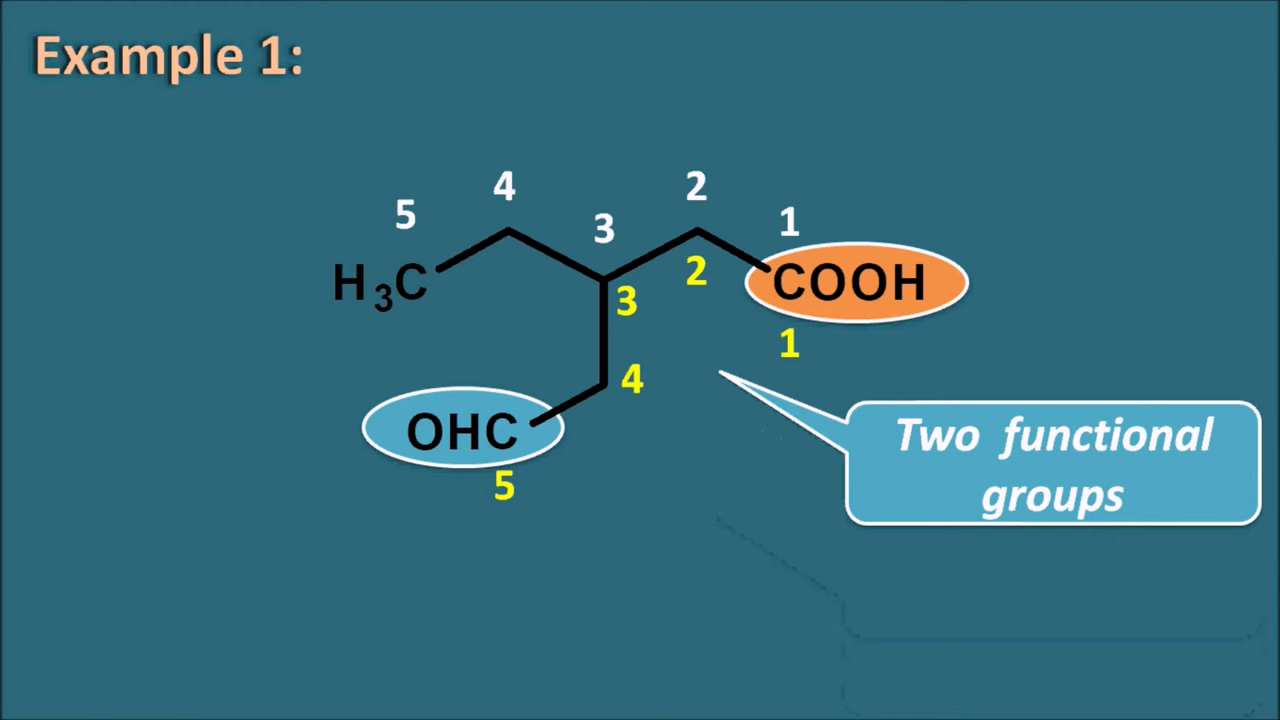 Example 1:
5 4 3 2 1
H3C COOH
3 2 1
4
OHC
5
Two functional
groups